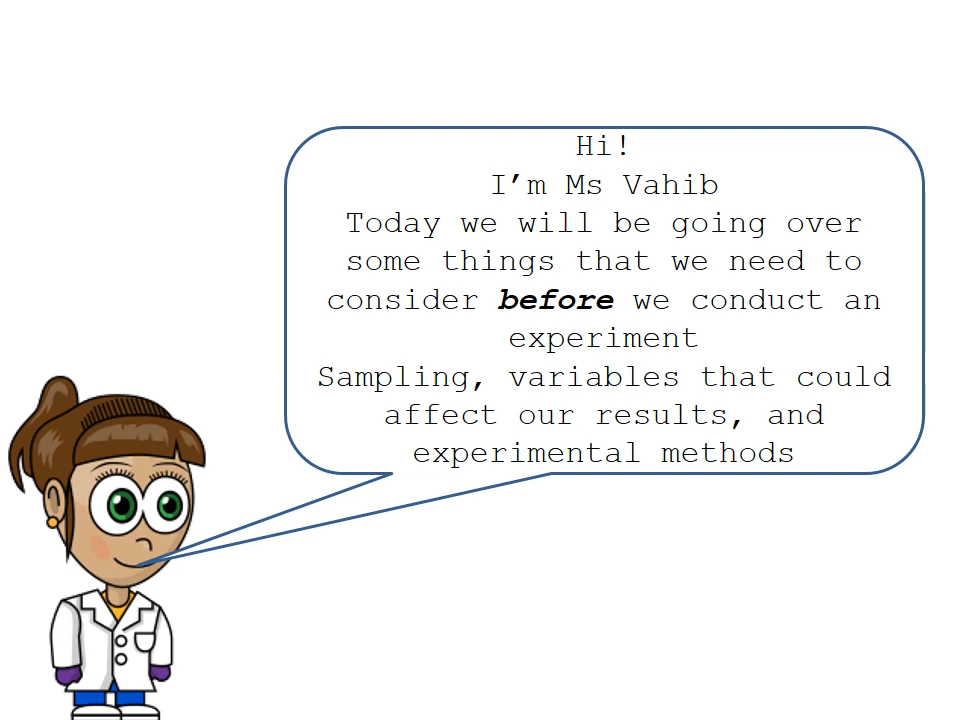 Hi!
I’m Ms Vahib
Today we will be going over
some things that we need to
consider before we conduct an
experiment
Sampling, variables that could
affect our results, and
experimental methods